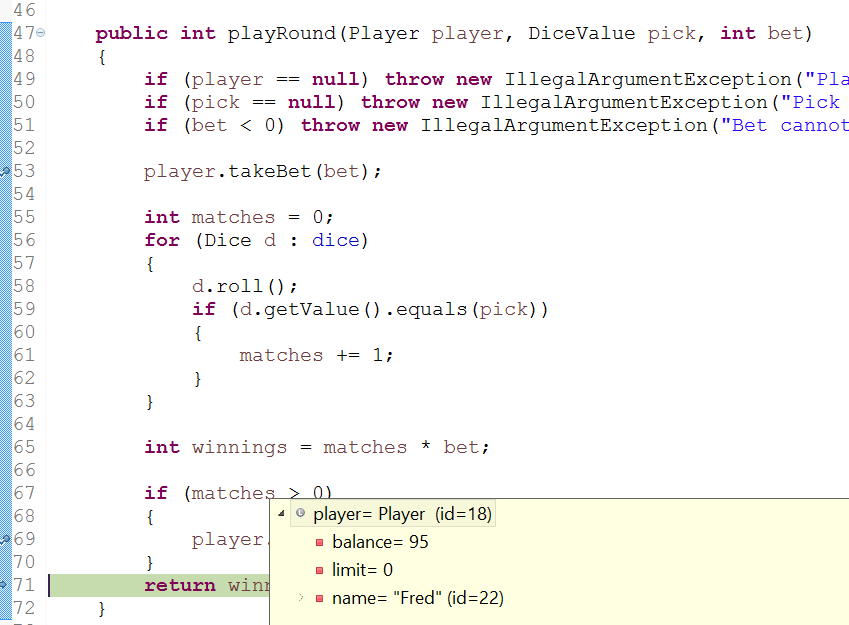 46
47 public int playRound(Player player, DiceValue pick, int bet)
48 {
49 if (player == null) throw new IllegalArgumentException("Pla
50 if (pick == null) throw new IllegalArgumentException("Pick
51 if (bet < 0) throw new IllegalArgumentException("Bet cannot
52
53 player.takeBet(bet);
54
55 int matches = 0;
56 for (Dice d : dice)
57 {
58 d.roll();
59 if (d.getValue().equals(pick))
60 {
61 matches += 1;
62 }
63 }
64
65 int winnings = matches * bet;
66
67 if (matches > 0)
68 {
69 player.
70 }
71 return winn
72 }
player= Player (id=18)
balance= 95
limit= 0
name= "Fred" (id=22)